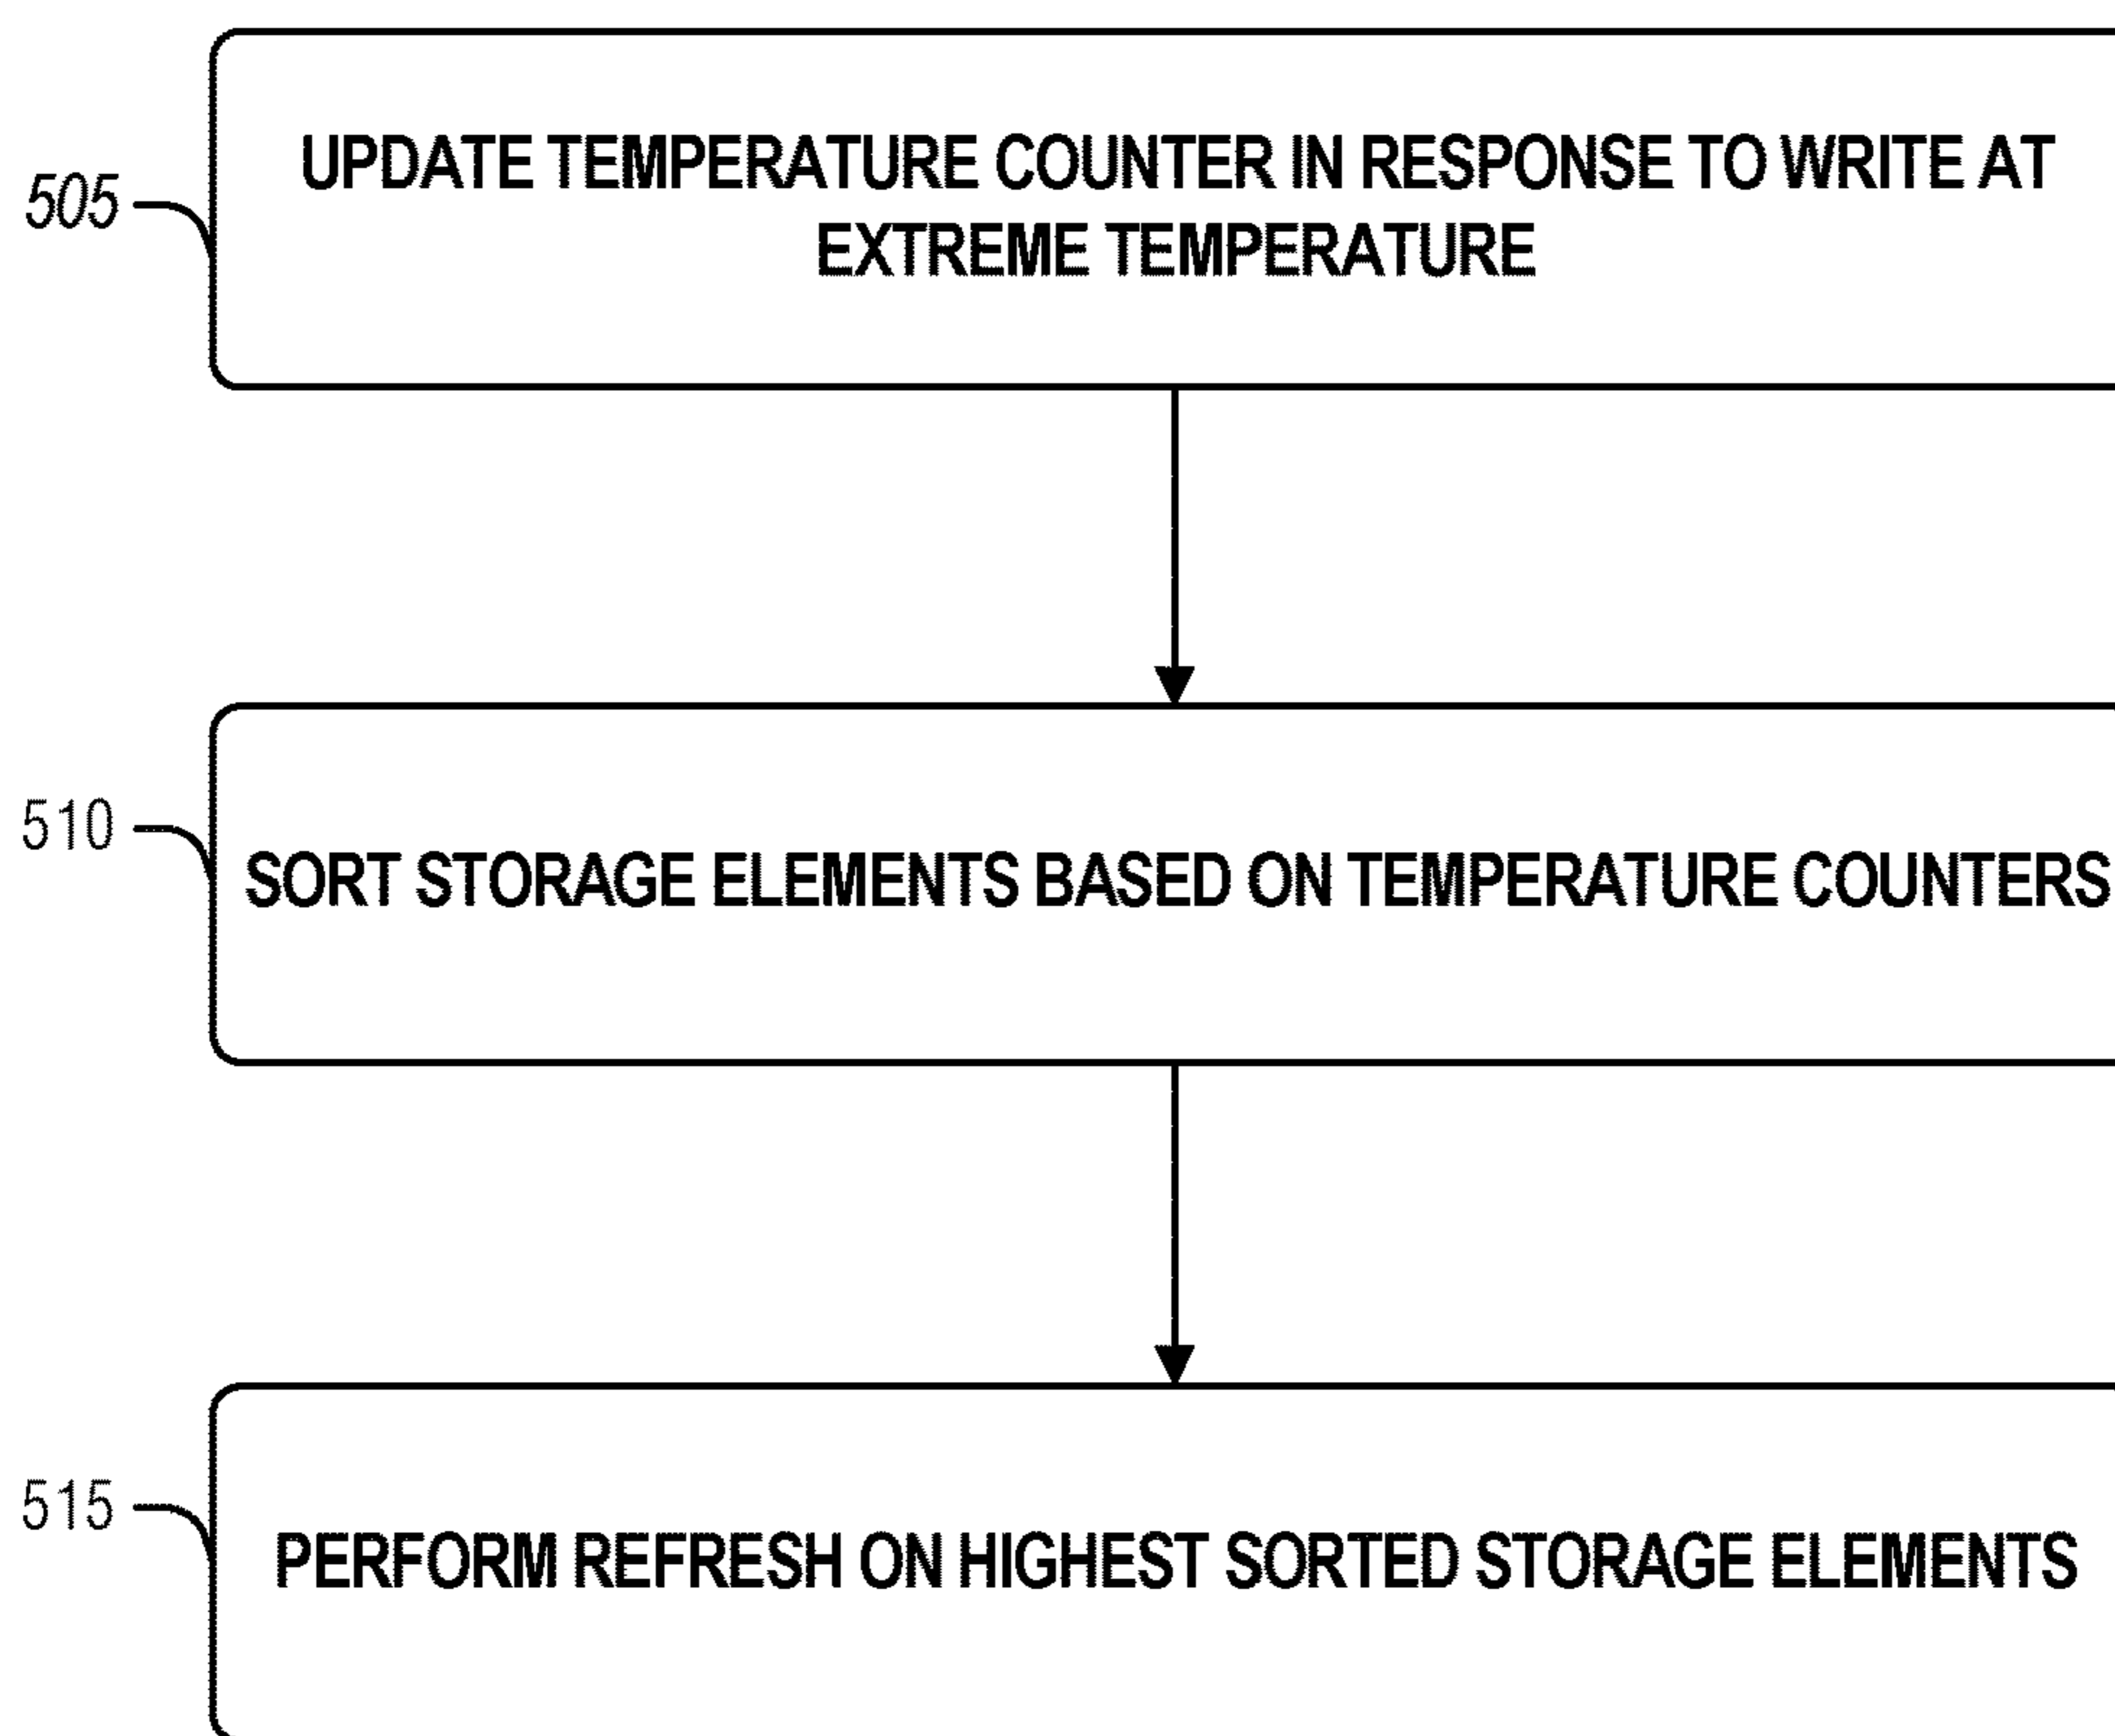 505
UPDATE TEMPERATURE COUNTER IN RESPONSE TO WRITE AT
EXTREME TEMPERATURE
510
SORT STORAGE ELEMENTS BASED ON TEMPERATURE COUNTERS
515
PERFORM REFRESH ON HIGHEST SORTED STORAGE ELEMENTS